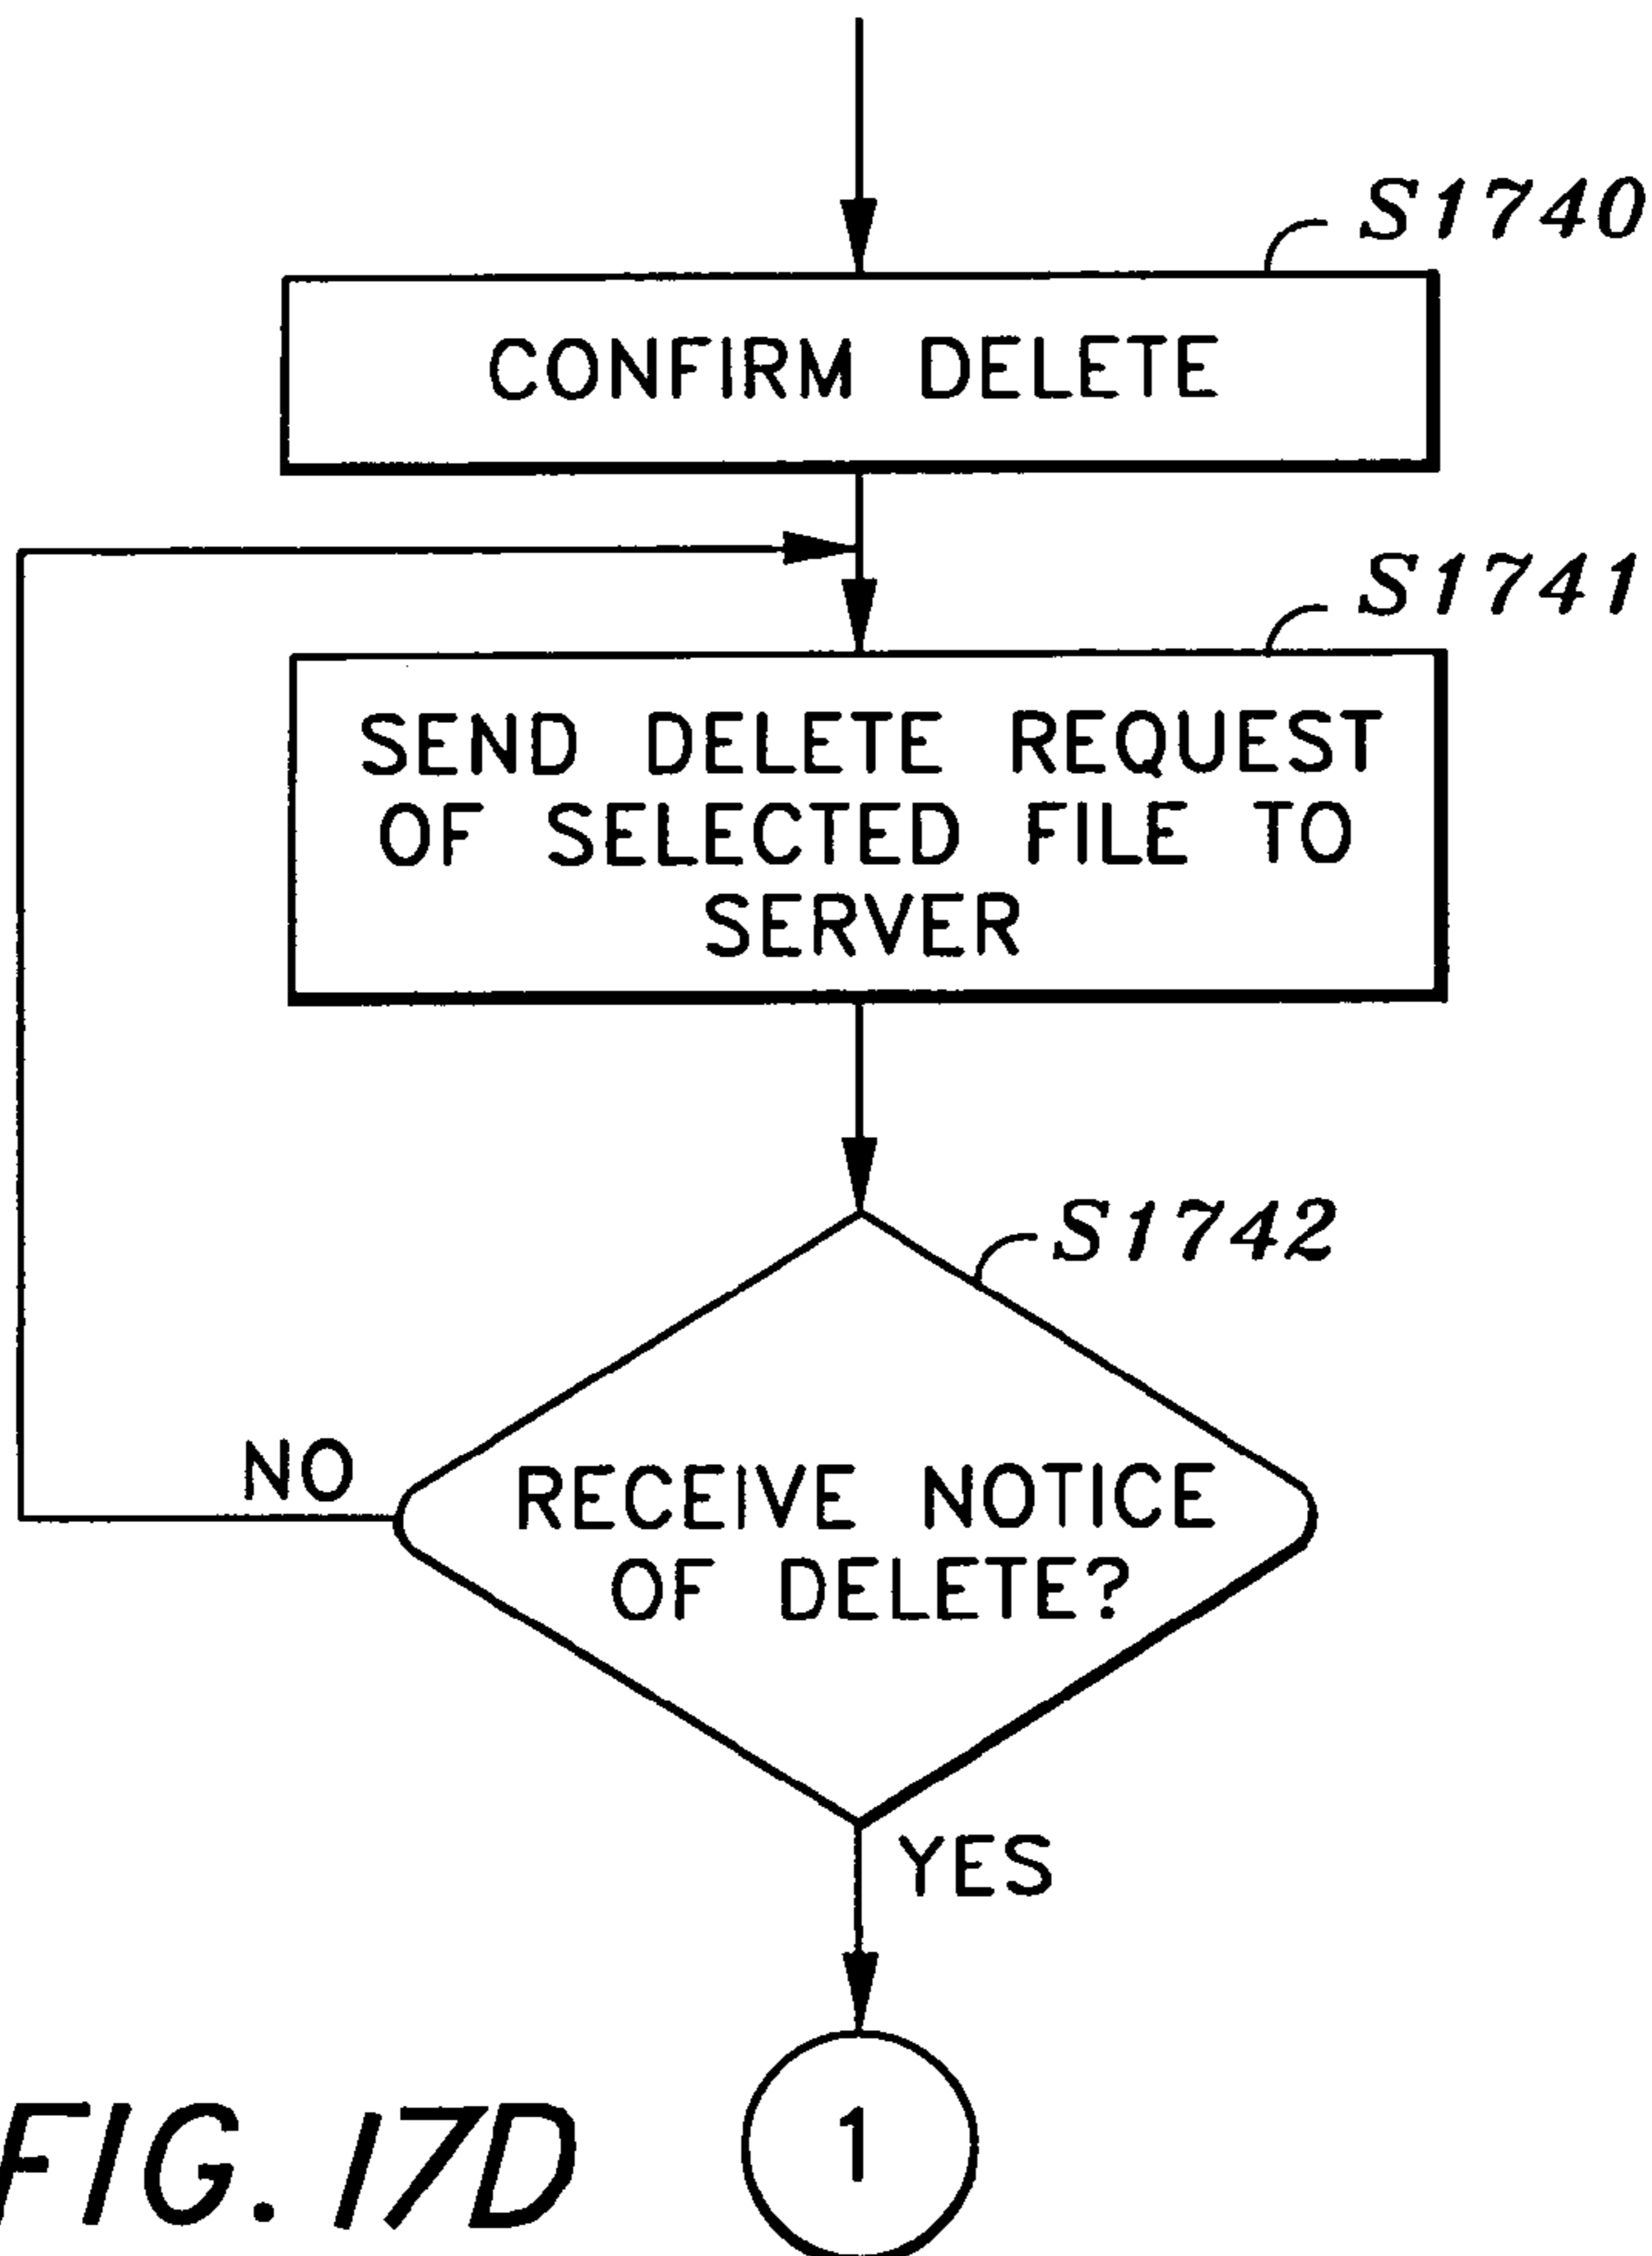 S1740
CONFIRM DELETE
S1741
SEND DELETE REQUEST
OF SELECTED FILE TO
SERVER
S1742
NO
RECEIVE NOTICE
OF DELETE?
YES
1
FIG. 17D